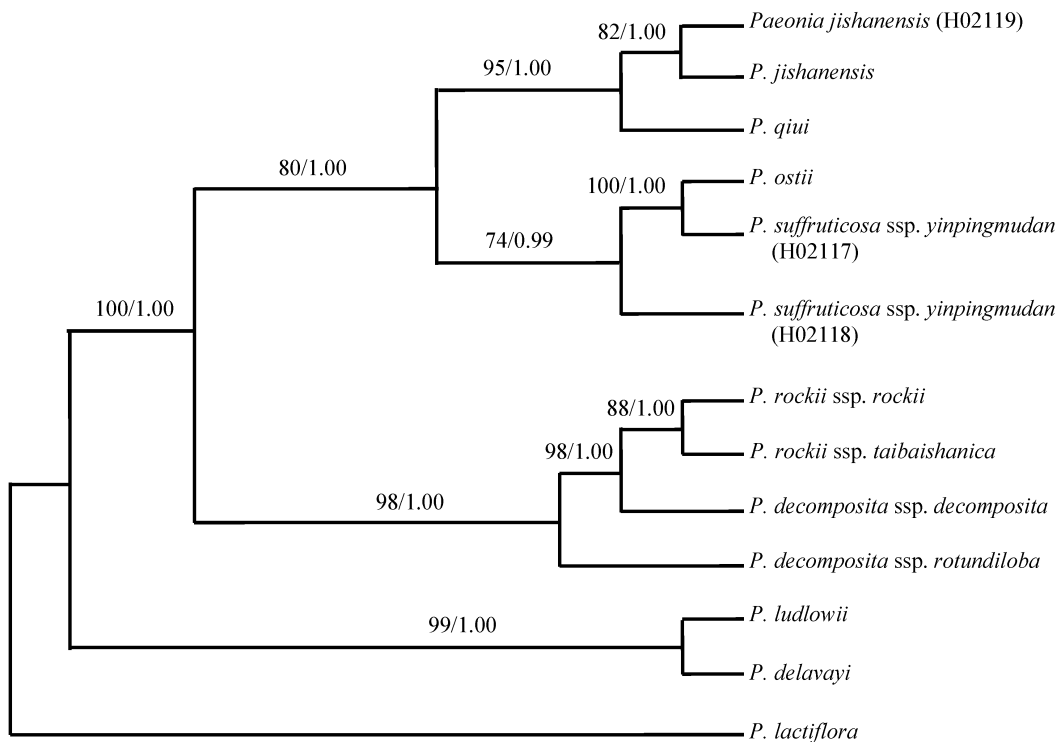 Paeonia jishanensis (H02119)
82/1.00
95/1.00
P. jishanensis
P. qiui
80/1.00
P. ostii
100/1.00
P. suffruticosa ssp. yinpingmudan
(H02117)
74/0.99
100/1.00
P. suffruticosa ssp. yinpingmudan
(H02118)
P. rockii ssp. rockii
88/1.00
98/1.00
P. rockii ssp. taibaishanica
98/1.00
P. decomposita ssp. decomposita
P. decomposita ssp. rotundiloba
P. ludlowii
99/1.00
P. delavayi
P. lactiflora